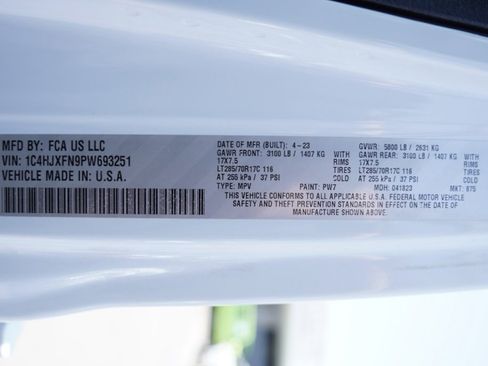 MFD BY: FCA US LLC
VIN: 1C4HJXFN9PW693251
VEHICLE MADE IN: U.S.A.
DATE OF MFR (BUILT): 4-23 GVWR: 5800 LB / 2631 KG
GAWR FRONT: 3100 LB / 1407 KG WITH GAWR REAR: 3100 LB / 1407 KG WITH
17X7.5 RIMS 17X7.5 RIMS
LT285/70R17C 116 TIRES LT285/70R17C 116 TIRES
AT 255 kPa / 37 PSI COLD AT 255 kPa / 37 PSI COLD
TYPE: MPV PAINT: PW7 MDH: 041823 MKT: 875
THIS VEHICLE CONFORMS TO ALL APPLICABLE U.S.A. FEDERAL MOTOR VEHICLE
SAFETY AND THEFT PREVENTION STANDARDS IN EFFECT ON THE DATE OF
MANUFACTURE SHOWN ABOVE.